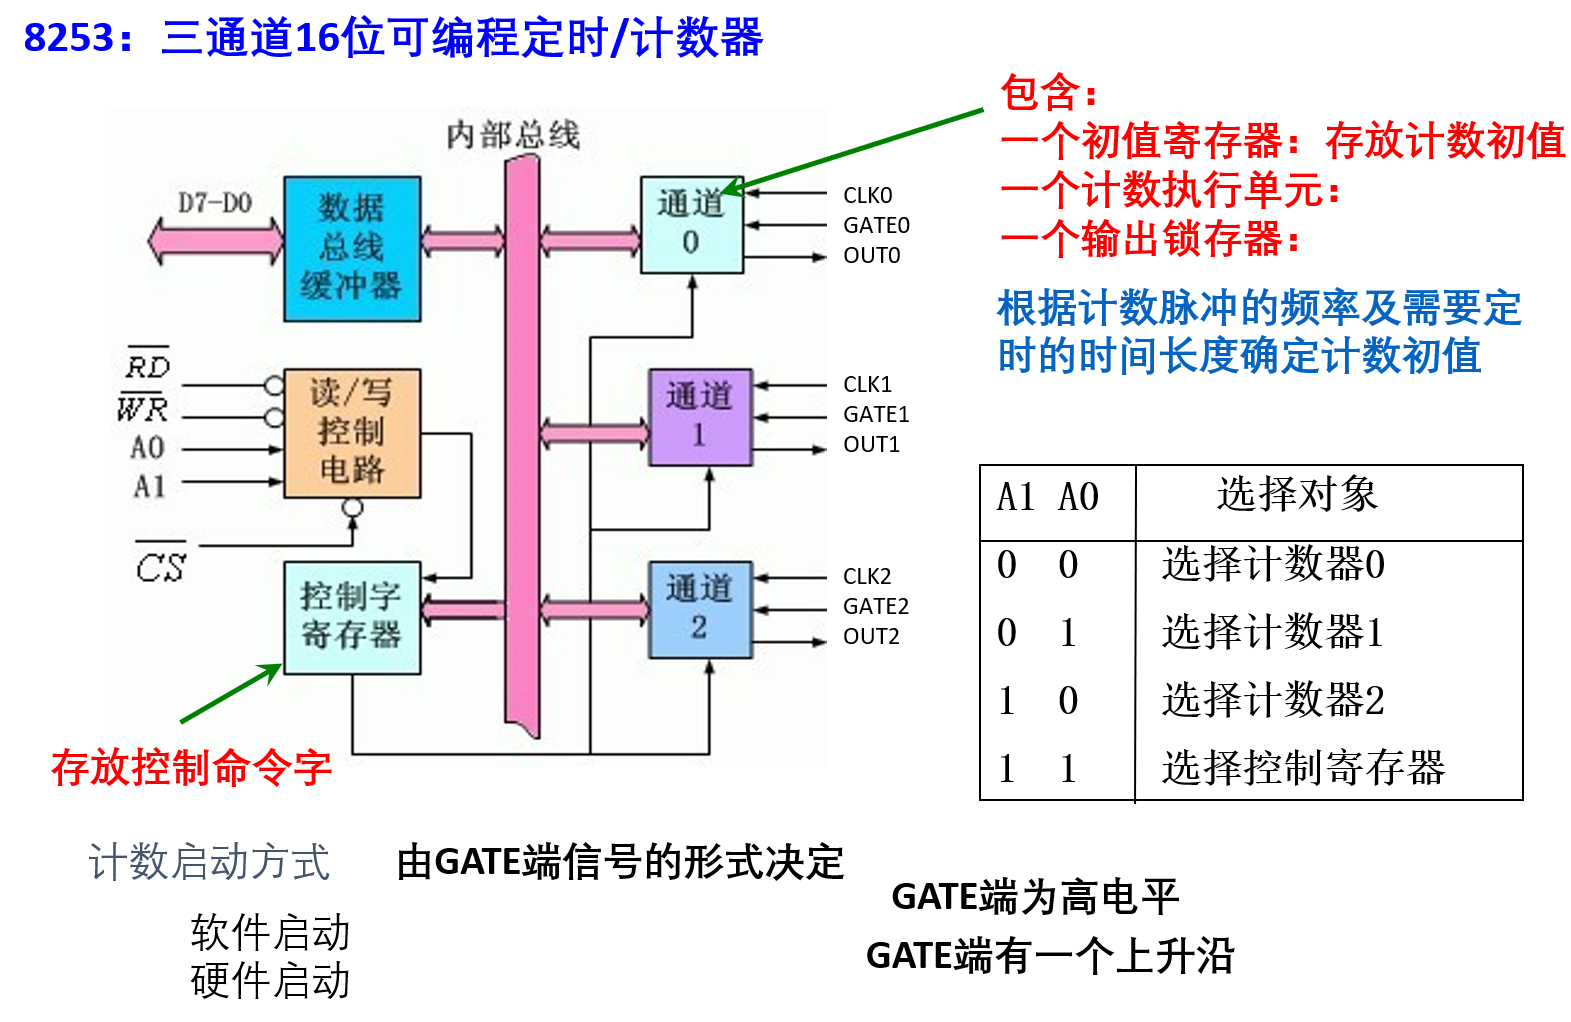 8253：三通道16位可编程定时/计数器
包含：
一个初值寄存器：存放计数初值
一个计数执行单元：
一个输出锁存器：
根据计数脉冲的频率及需要定
时的时间长度确定计数初值
内部总线
D7-D0
数据
总线
缓冲器
通道
0
CLK0
GATE0
OUT0
RD
WR
A0
A1
CS
读/写
控制
电路
通道
1
CLK1
GATE1
OUT1
控制字
寄存器
通道
2
CLK2
GATE2
OUT2
存放控制命令字
A1 A0 选择对象
0 0 选择计数器0
0 1 选择计数器1
1 0 选择计数器2
1 1 选择控制寄存器
计数启动方式 由GATE端信号的形式决定
软件启动
硬件启动
GATE端为高电平
GATE端有一个上升沿